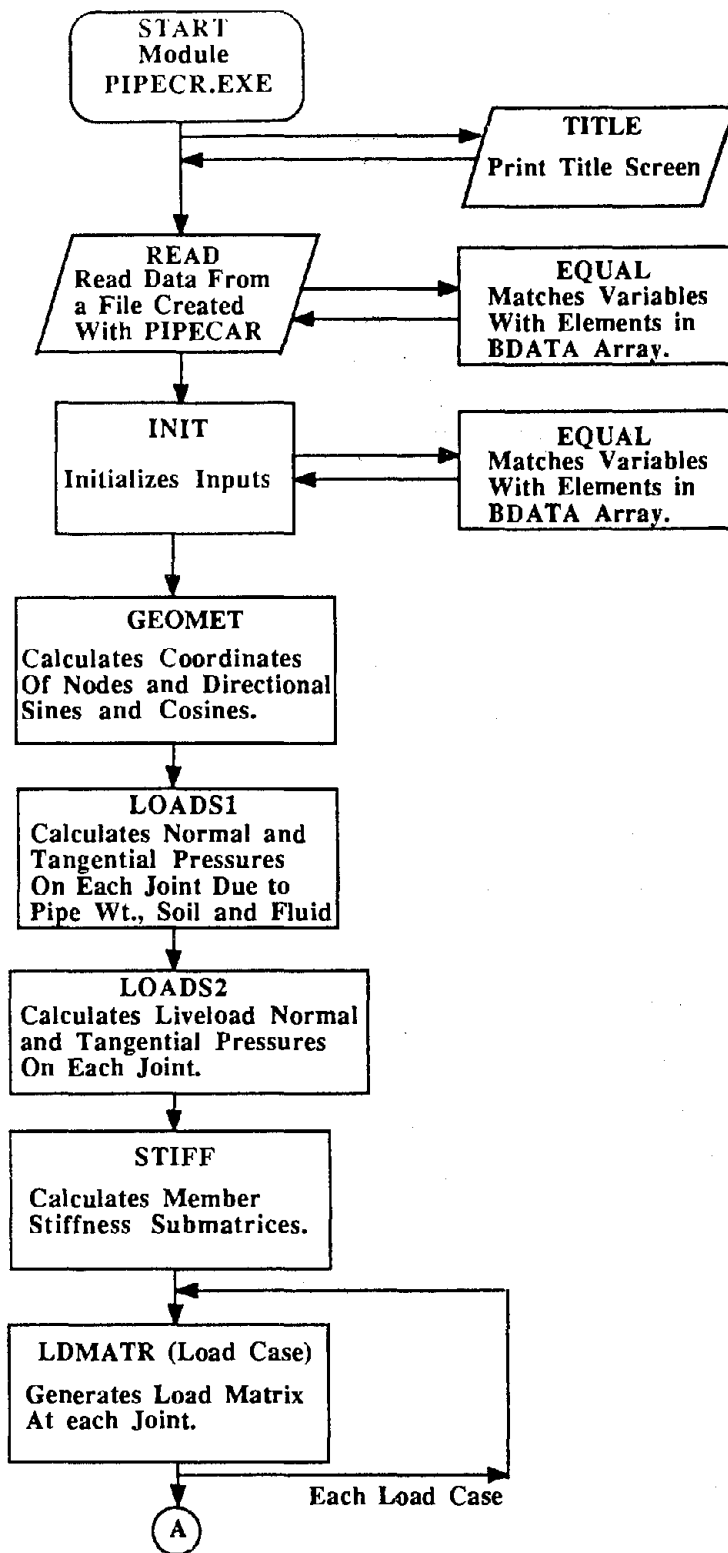 START
Module
PIPECR.EXE
TITLE
Print Title Screen
READ
Read Data From
a File Created
With PIPECAR
EQUAL
Matches Variables
With Elements in
BDATA Array.
INIT
Initializes Inputs
EQUAL
Matches Variables
With Elements in
BDATA Array.
GEOMET
Calculates Coordinates
Of Nodes and Directional
Sines and Cosines.
LOADS1
Calculates Normal and
Tangential Pressures
On Each Joint Due to
Pipe Wt., Soil and Fluid
LOADS2
Calculates Liveload Normal
and Tangential Pressures
On Each Joint.
STIFF
Calculates Member
Stiffness Submatrices.
LDMATR (Load Case)
Generates Load Matrix
At each Joint.
Each Load Case
A